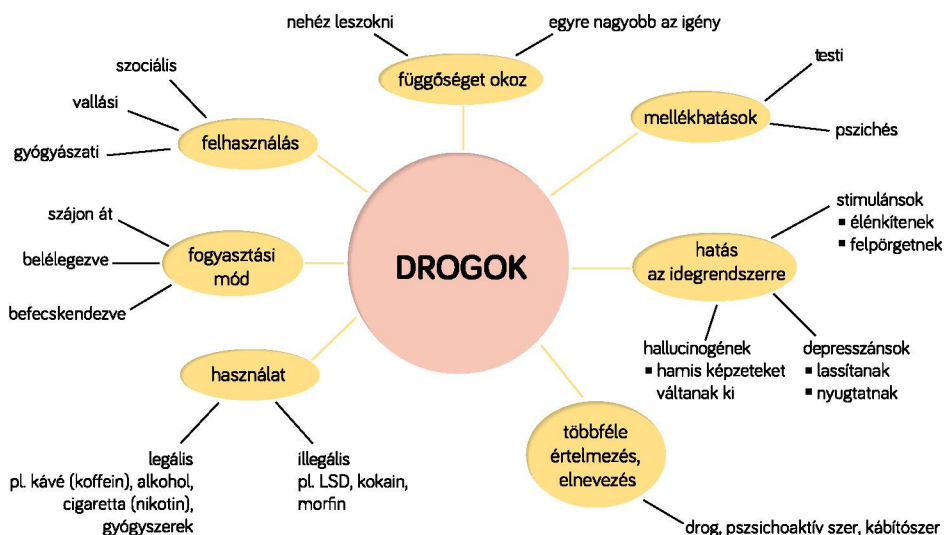 DROGOK
függőséget okoz
nehéz leszokni
egyre nagyobb az igény
mellékhatások
testi
pszichés
hatás
az idegrendszerre
stimulánsok
▪ élénkítenek
▪ felpörgetnek
depresszánsok
▪ lassítanak
▪ nyugtatnak
hallucinogének
▪ hamis képzeteket
váltanak ki
többféle
értelmezés,
elnevezés
drog, pszsichoaktív szer, kábítószer
használat
legális
pl. kávé (koffein), alkohol,
cigaretta (nikotin),
gyógyszerek
illegális
pl. LSD, kokain,
morfin
fogyasztási
mód
szájon át
belélegezve
befecskendezve
felhasználás
szociális
vallási
gyógyászati